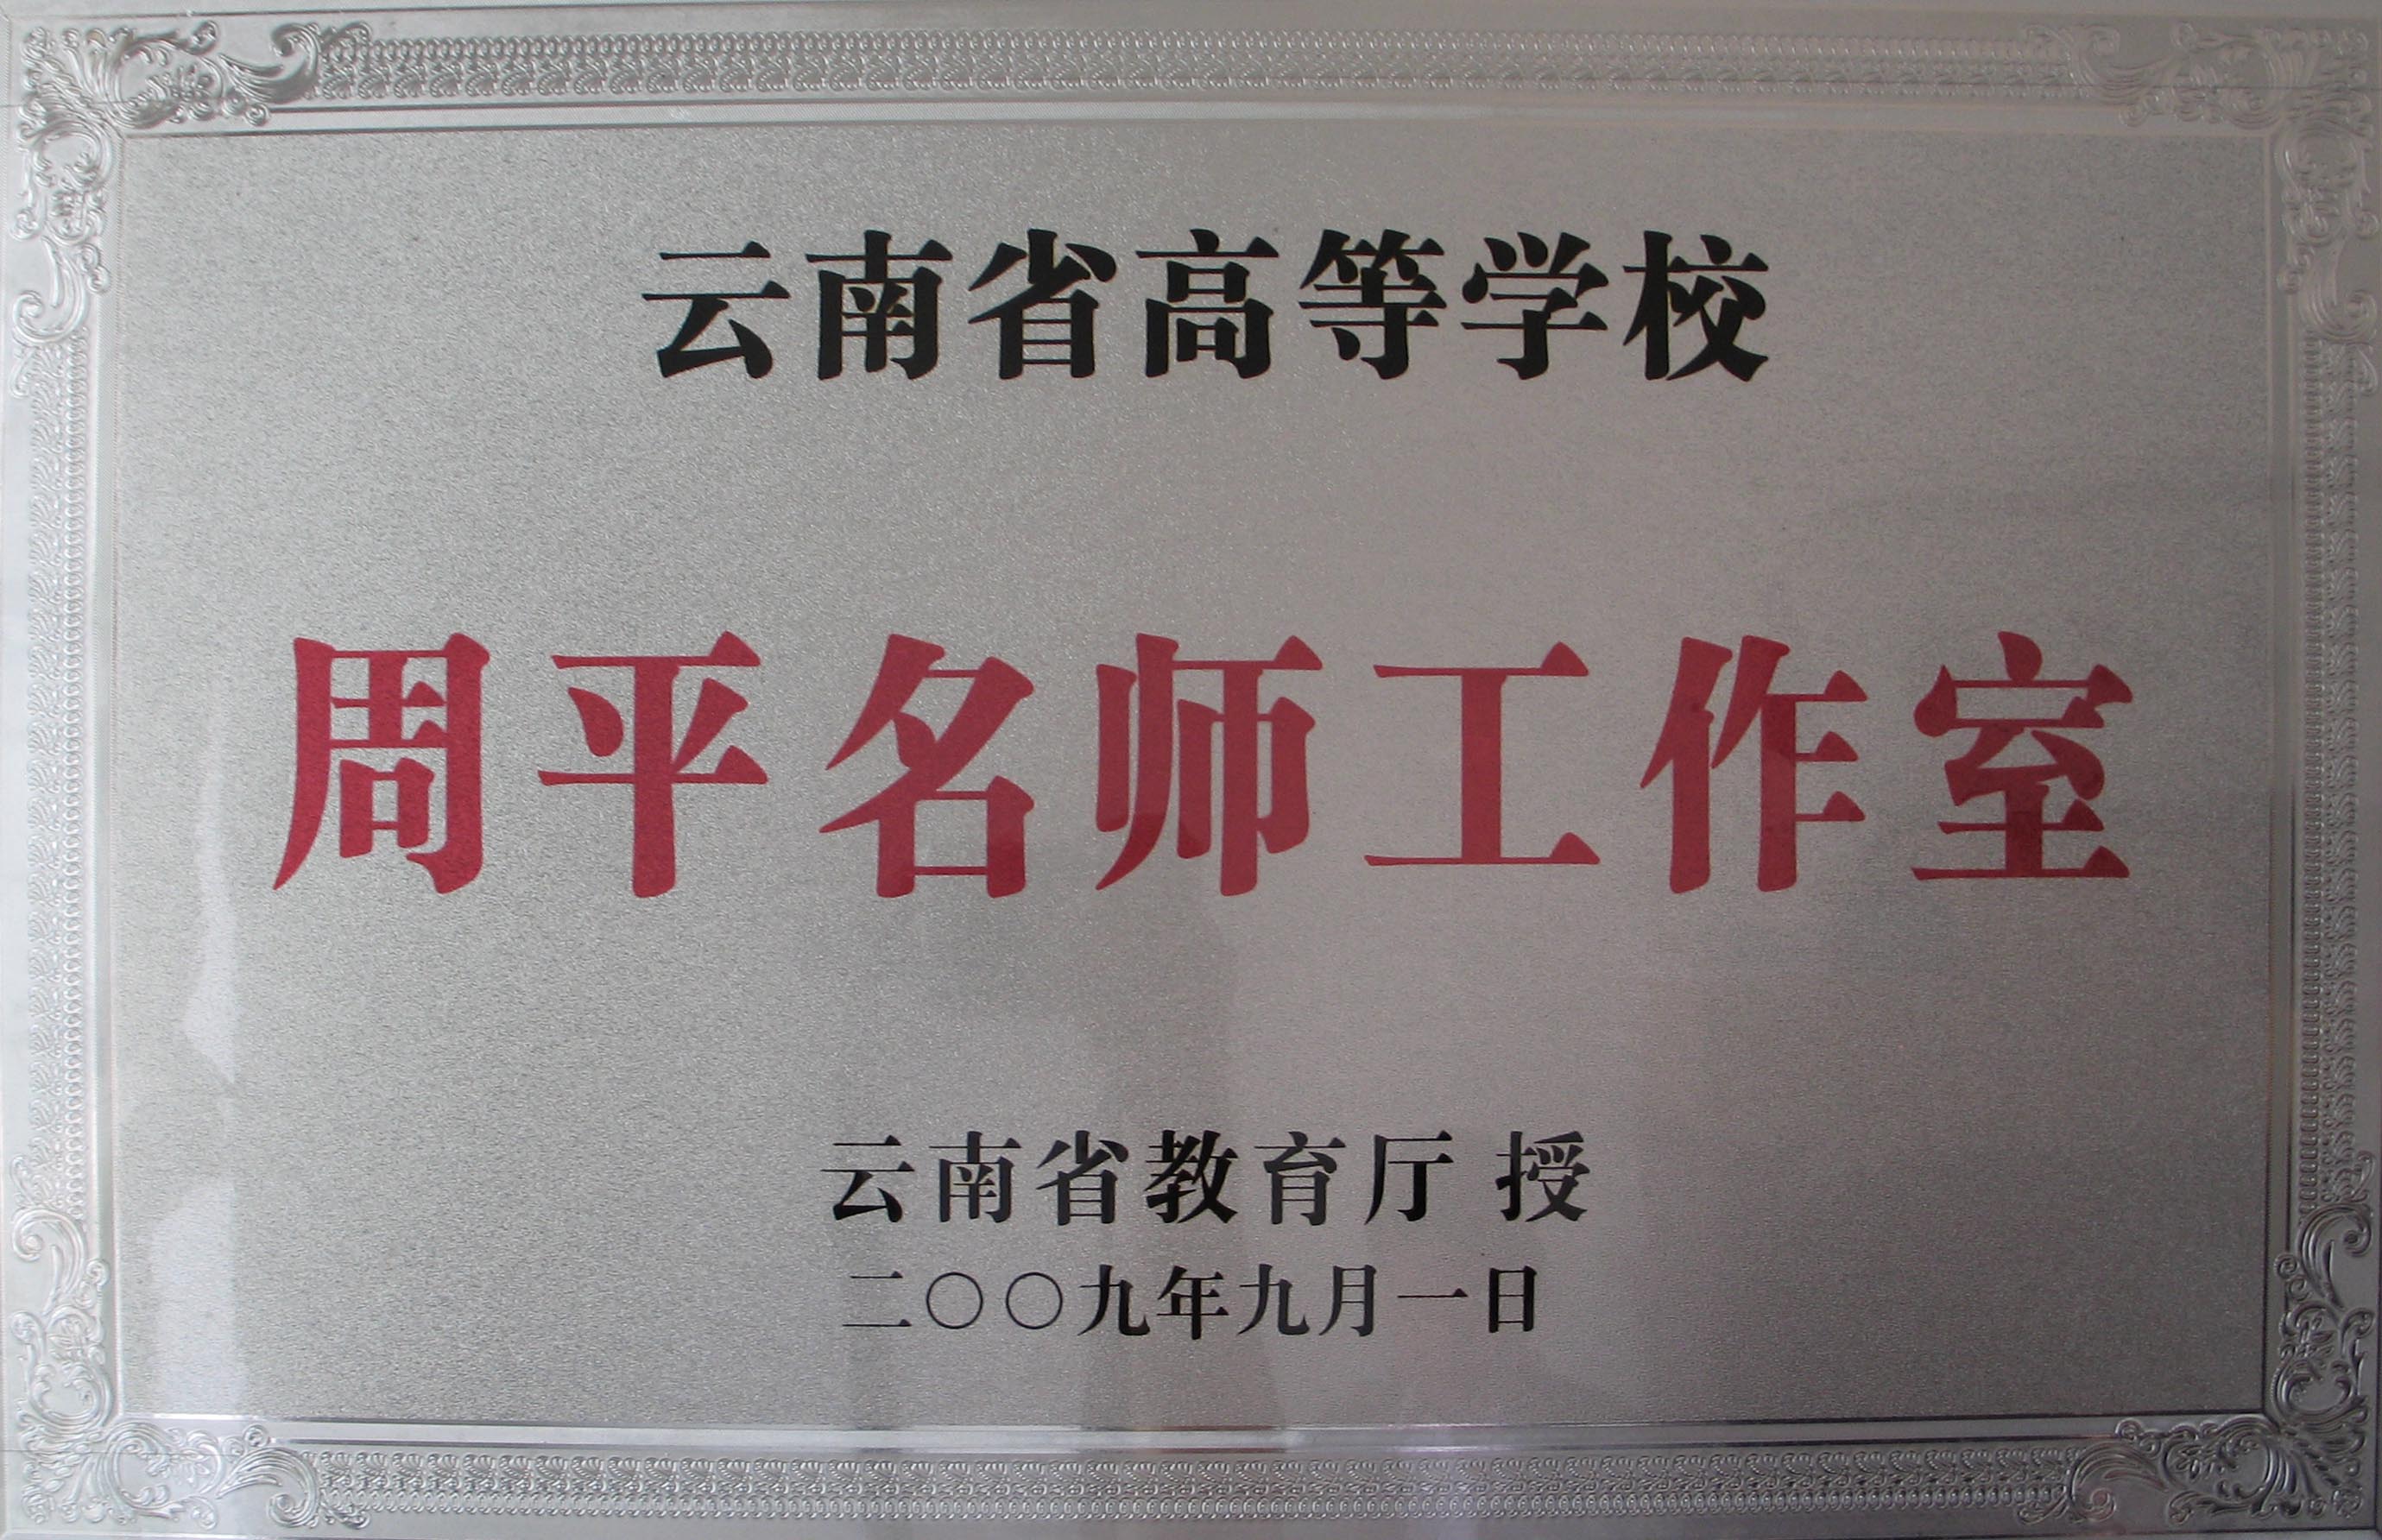 云南省高等学校
周平名师工作室
云南省教育厅 授
二〇〇九年九月一日